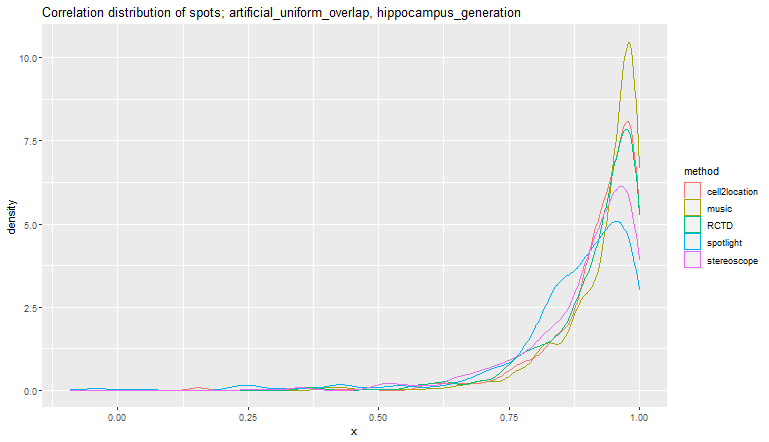 Correlation distribution of spots; artificial_uniform_overlap, hippocampus_generation
10.0
7.5
5.0
2.5
0.0
density
0.00
0.25
0.50
0.75
1.00
x
method
cell2location
music
RCTD
spotlight
stereoscope